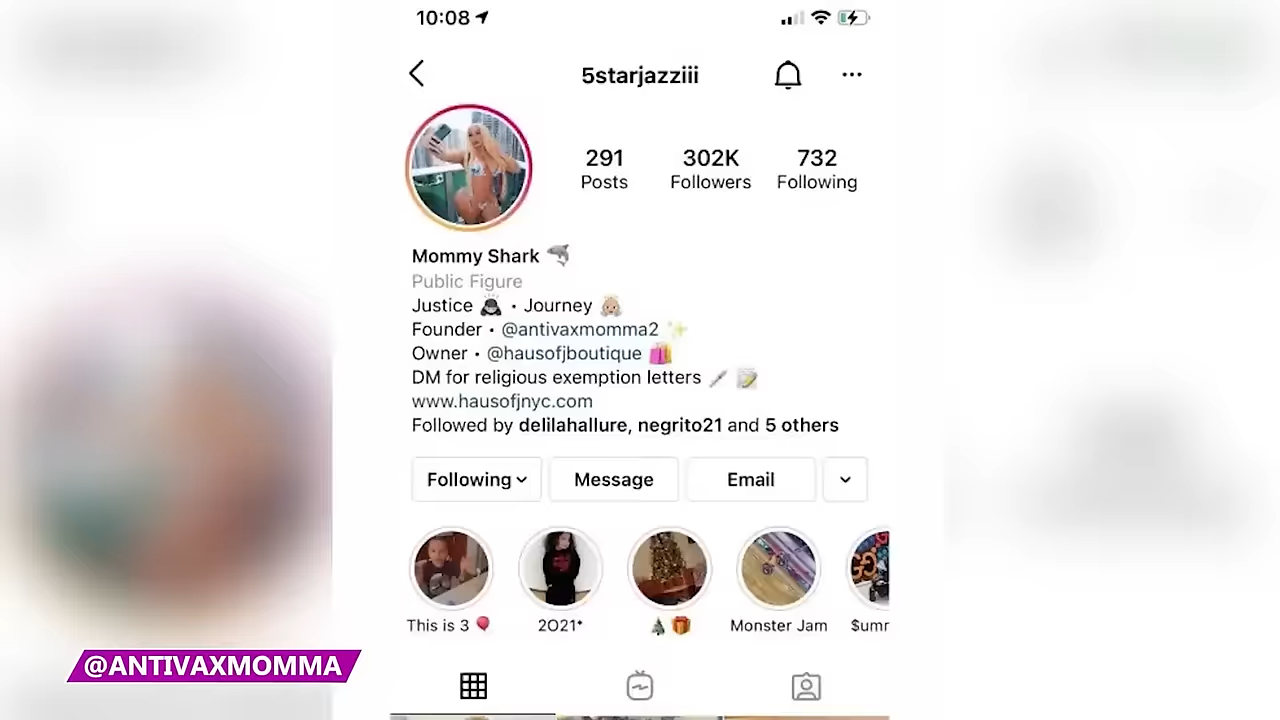 10:08
5starjazziii
291 302K 732
Posts Followers Following
Mommy Shark
Public Figure
Justice • Journey
Founder • @antivaxmomma2
Owner • @hausofjboutique
DM for religious exemption letters
www.hausofjnyc.com
Followed by delilahallure, negrito21 and 5 others
Following Message Email
This is 3 2021* Monster Jam $umr
@ANTIVAXMOMMA